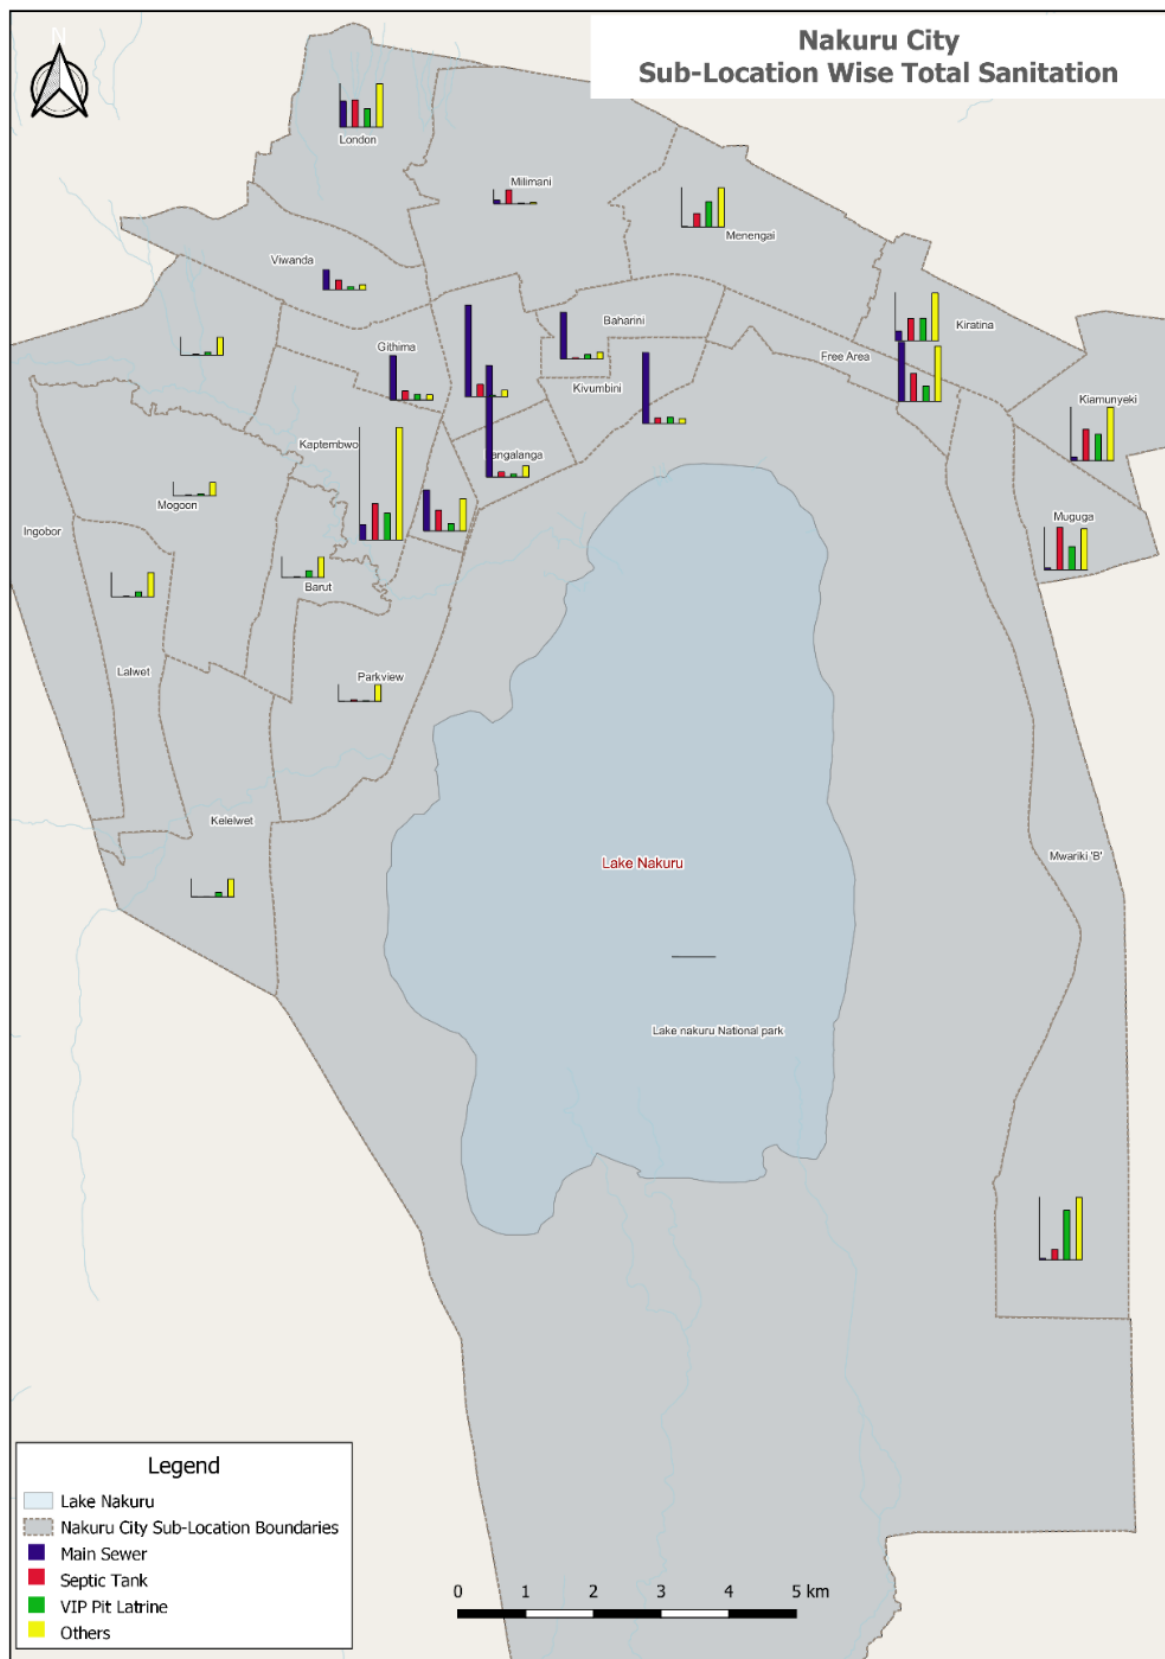 N
Nakuru City
Sub-Location Wise Total Sanitation
London
Milimani
Menengai
Viwanda
Baharini
Kiratina
Githima
Free Area
Kivumbini
Kiamunyeki
Kaptembwo
angalanga
Mogoon
Muguga
Ingobor
Barut
Lalwet
Parkview
Kelelwet
Mwariki 'B'
Lake Nakuru
Lake nakuru National park
Legend
Lake Nakuru
Nakuru City Sub-Location Boundaries
Main Sewer
Septic Tank
VIP Pit Latrine
Others
0 1 2 3 4 5 km